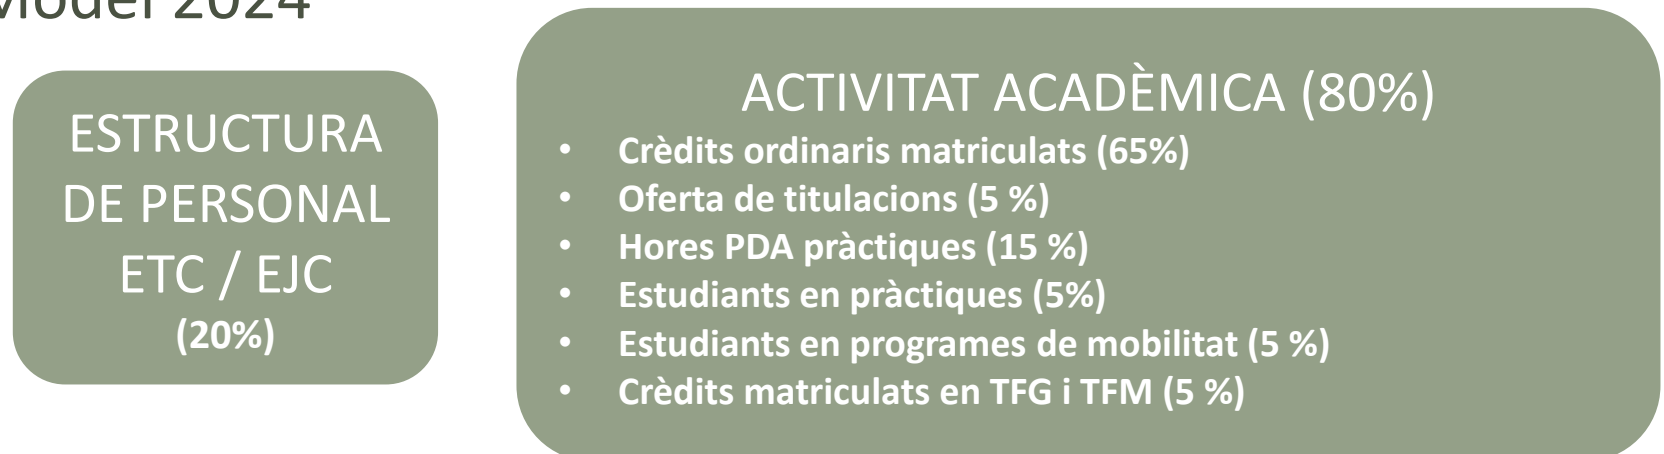 Model 2024
ESTRUCTURA
DE PERSONAL
ETC / EJC
(20%)
ACTIVITAT ACADÈMICA (80%)
• Crèdits ordinaris matriculats (65%)
• Oferta de titulacions (5 %)
• Hores PDA pràctiques (15 %)
• Estudiants en pràctiques (5%)
• Estudiants en programes de mobilitat (5 %)
• Crèdits matriculats en TFG i TFM (5 %)